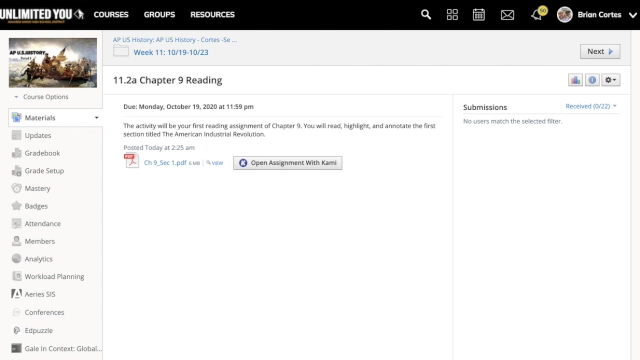 UNLIMITED YOU
COURSES
GROUPS
RESOURCES
50
Brian Cortes
AP U.S. HISTORY
AP US History: AP US History - Cortes -Se ...
Week 11: 10/19-10/23
Next
11.2a Chapter 9 Reading
Course Options
Materials
Updates
Gradebook
Grade Setup
Mastery
Badges
Attendance
Members
Analytics
Workload Planning
Aeries SIS
Conferences
Edpuzzle
Gale In Context: Global...
Due: Monday, October 19, 2020 at 11:59 pm
The activity will be your first reading assignment of Chapter 9. You will read, highlight, and annotate the first
section titled The American Industrial Revolution.
Posted Today at 2:25 am
Ch 9_Sec 1.pdf 6 MB VIEW
Open Assignment With Kami
Submissions
Received (0/22)
No users match the selected filter.